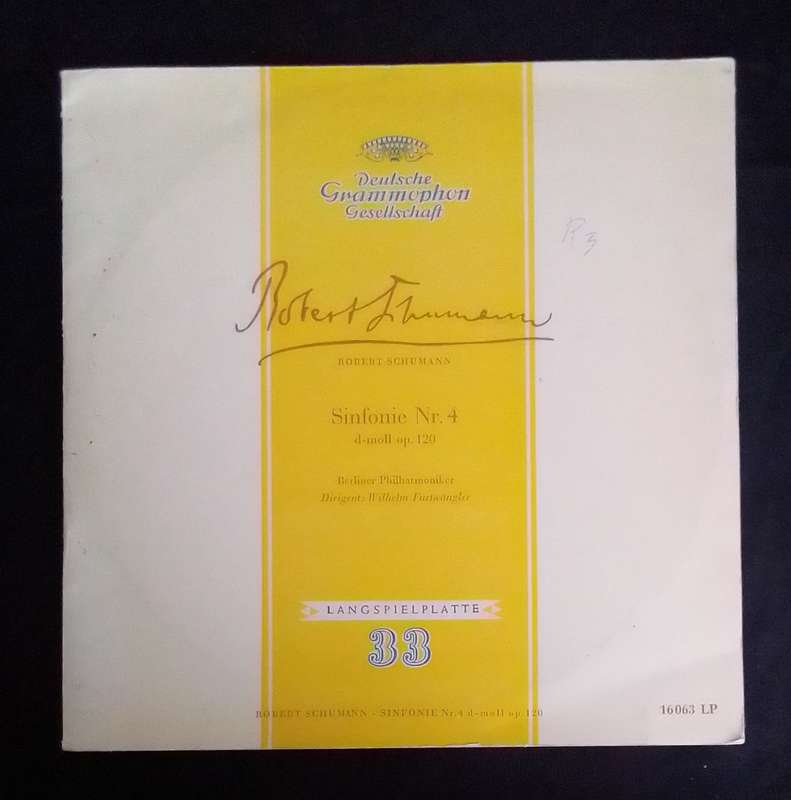 Deutsche
Grammophon
Gesellschaft
P. 3
Robert Schumann
ROBERT SCHUMANN
Sinfonie Nr. 4
d-moll op. 120
Berliner Philharmoniker
Dirigent: Wilhelm Furtwängler
LANGSPIELPLATTE
33
ROBERT SCHUMANN - SINFONIE Nr. 4 d-moll op. 120
16063 LP